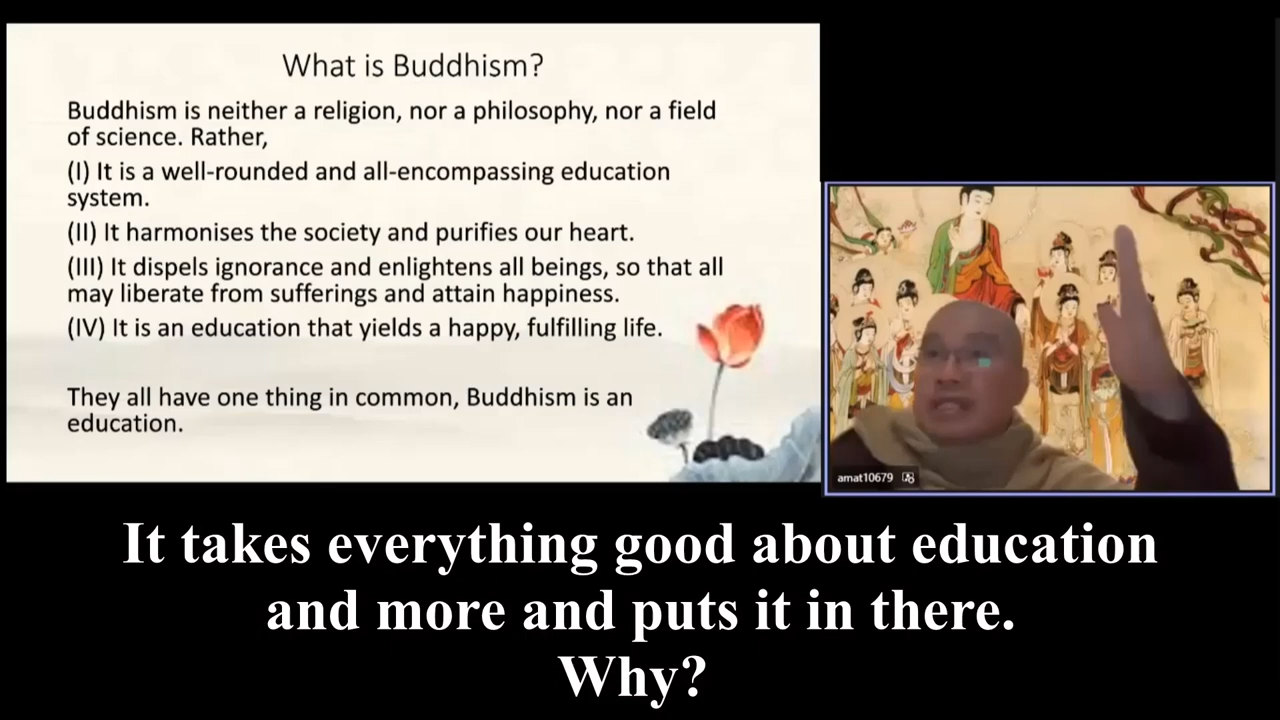 What is Buddhism?
Buddhism is neither a religion, nor a philosophy, nor a field
of science. Rather,
(I) It is a well-rounded and all-encompassing education
system.
(II) It harmonises the society and purifies our heart.
(III) It dispels ignorance and enlightens all beings, so that all
may liberate from sufferings and attain happiness.
(IV) It is an education that yields a happy, fulfilling life.
They all have one thing in common, Buddhism is an
education.
amat10679
It takes everything good about education
and more and puts it in there.
Why?